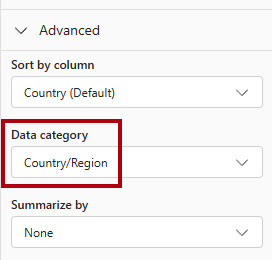 Advanced
Sort by column
Country (Default)
Data category
Country/Region
Summarize by
None